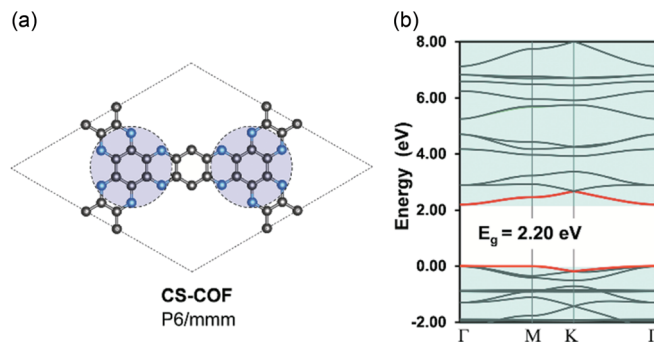 (a)
(b)
CS-COF
P6/mmm
Energy (eV)
8.00
6.00
4.00
2.00
0.00
-2.00
E_g = 2.20 eV
Γ M K Γ